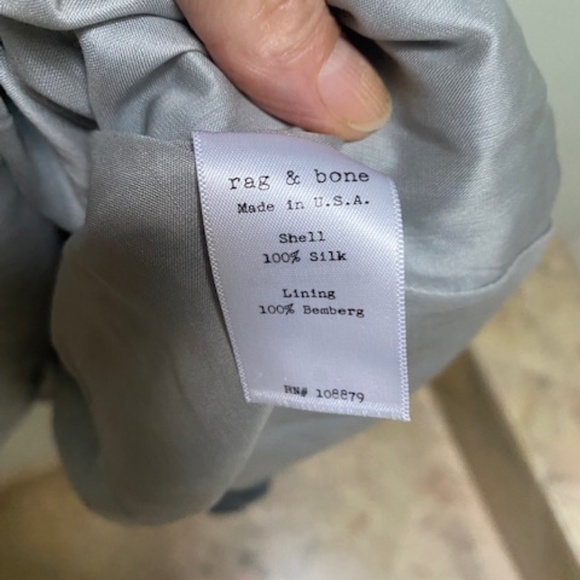 rag & bone
Made in U.S.A.
Shell
100% Silk
Lining
100% Bemberg
RN# 108879